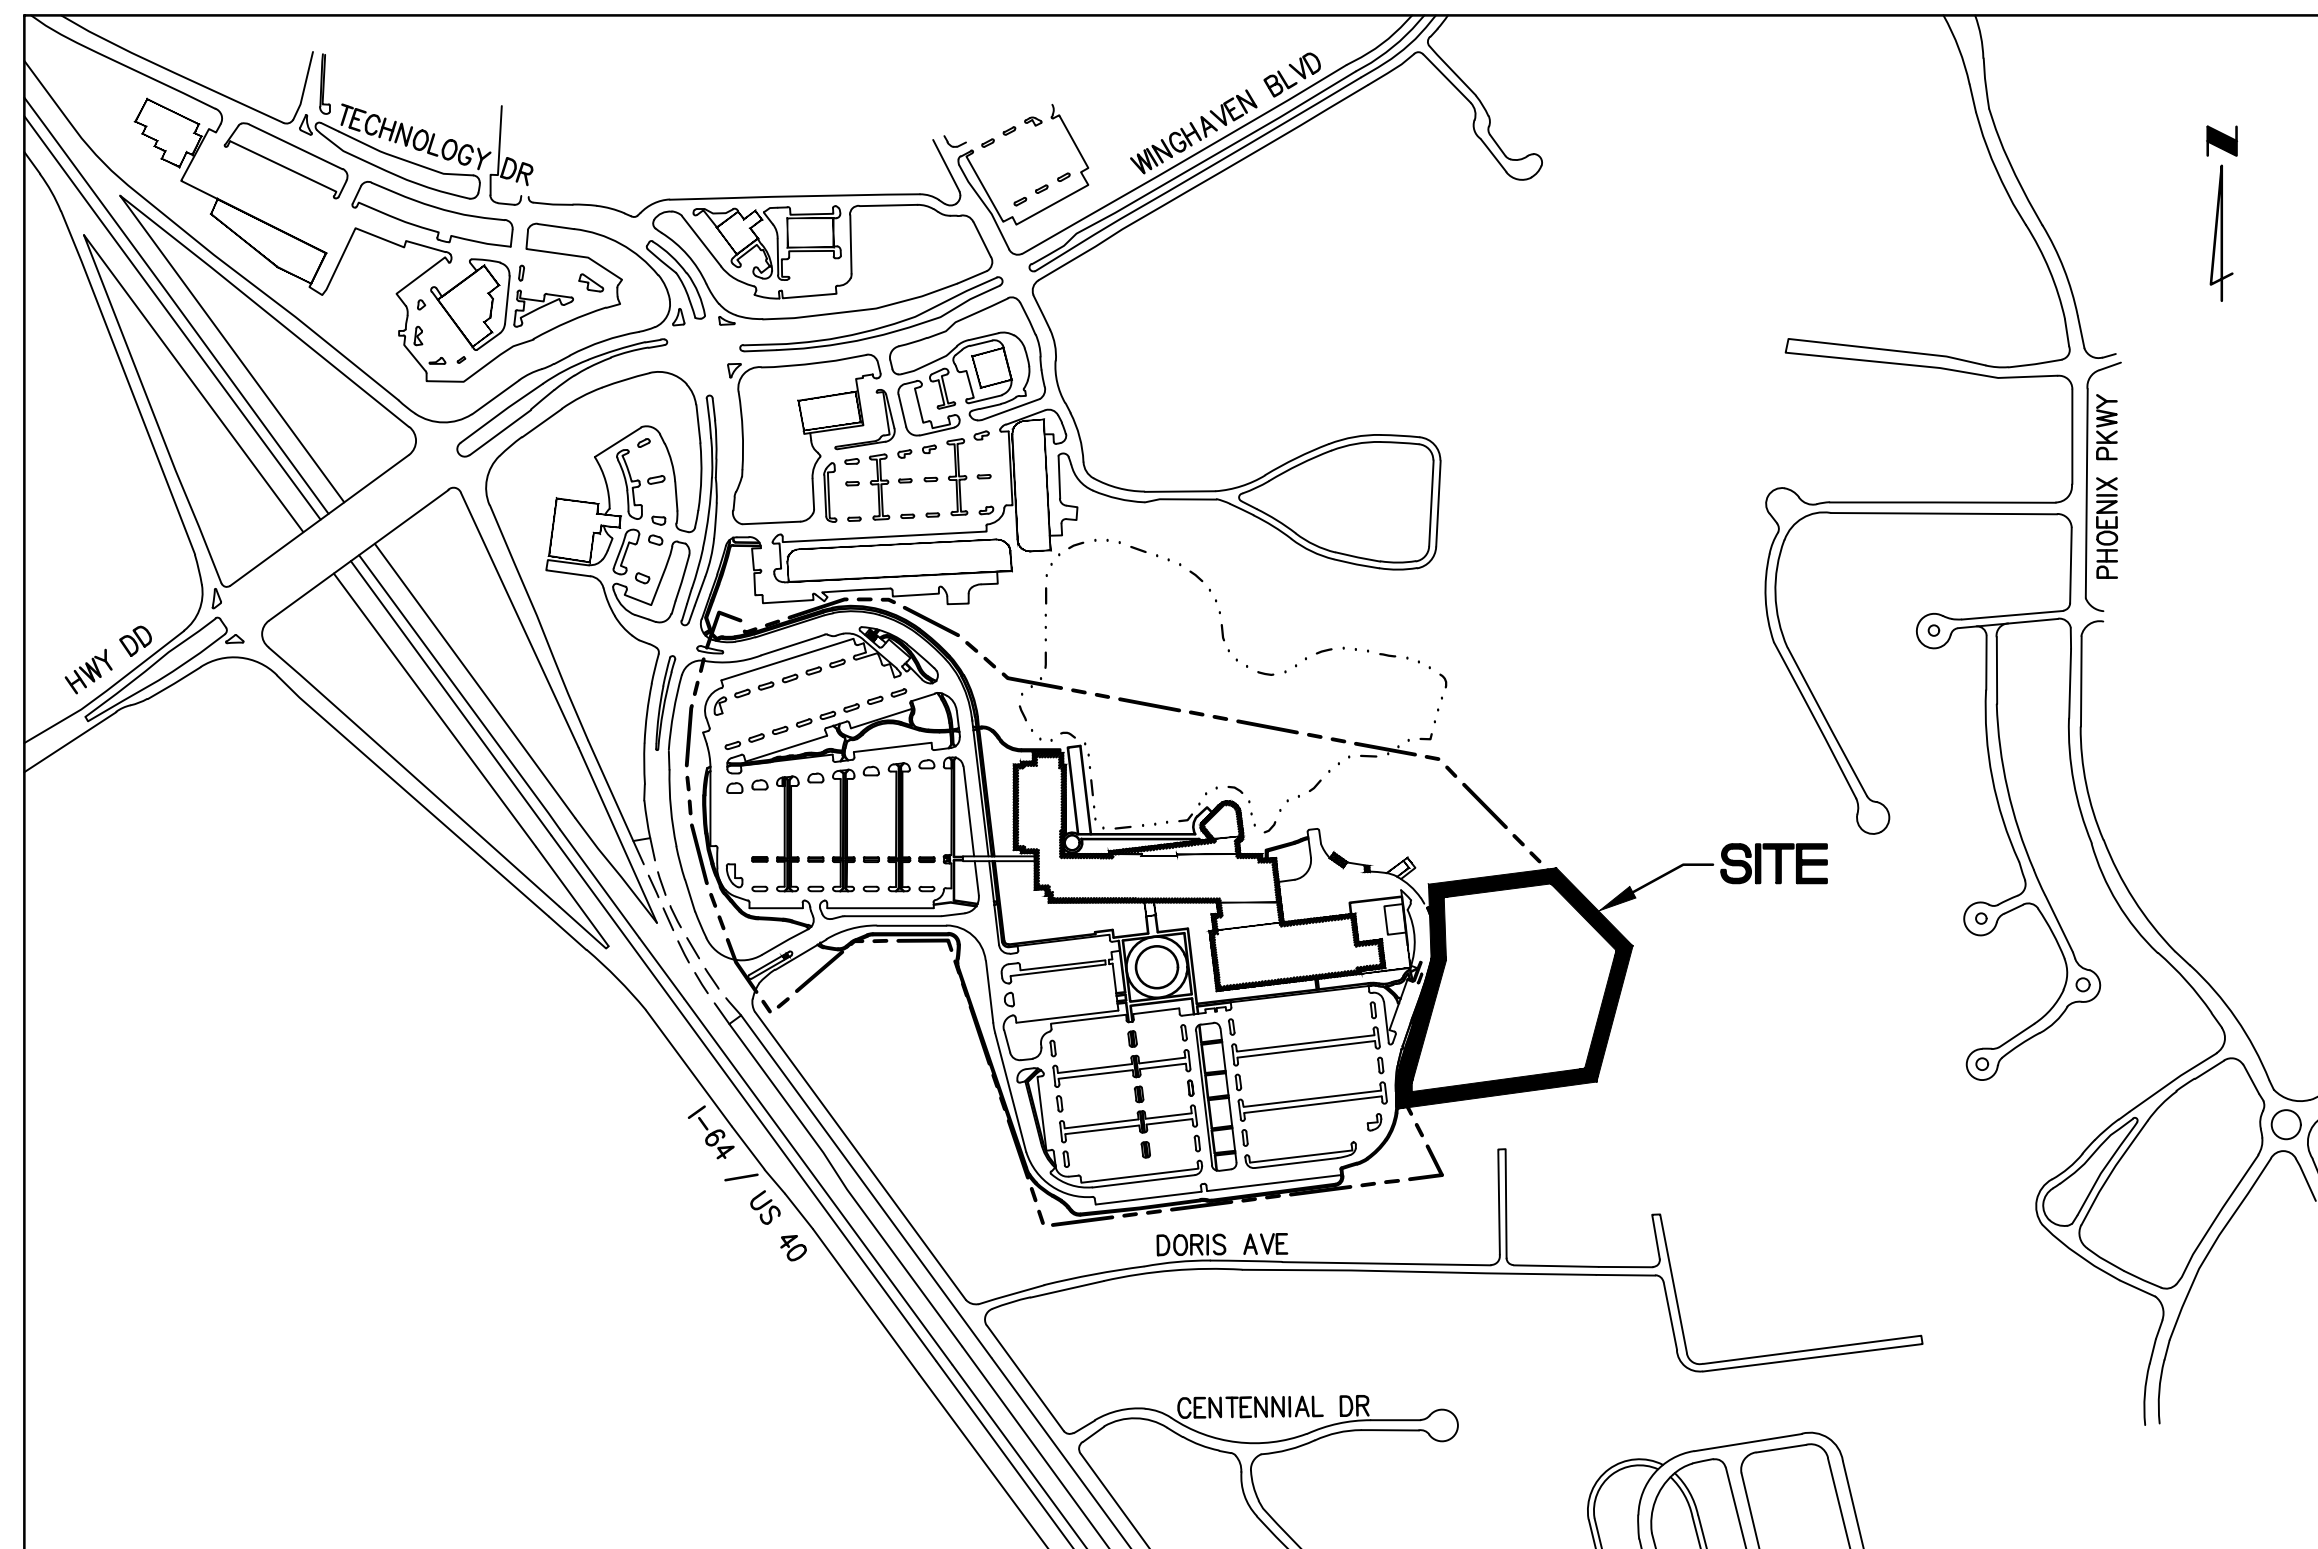 TECHNOLOGY DR
WINGHAVEN BLVD
N
PHOENIX PKWY
HWY DD
SITE
I-64 / US 40
DORIS AVE
CENTENNIAL DR